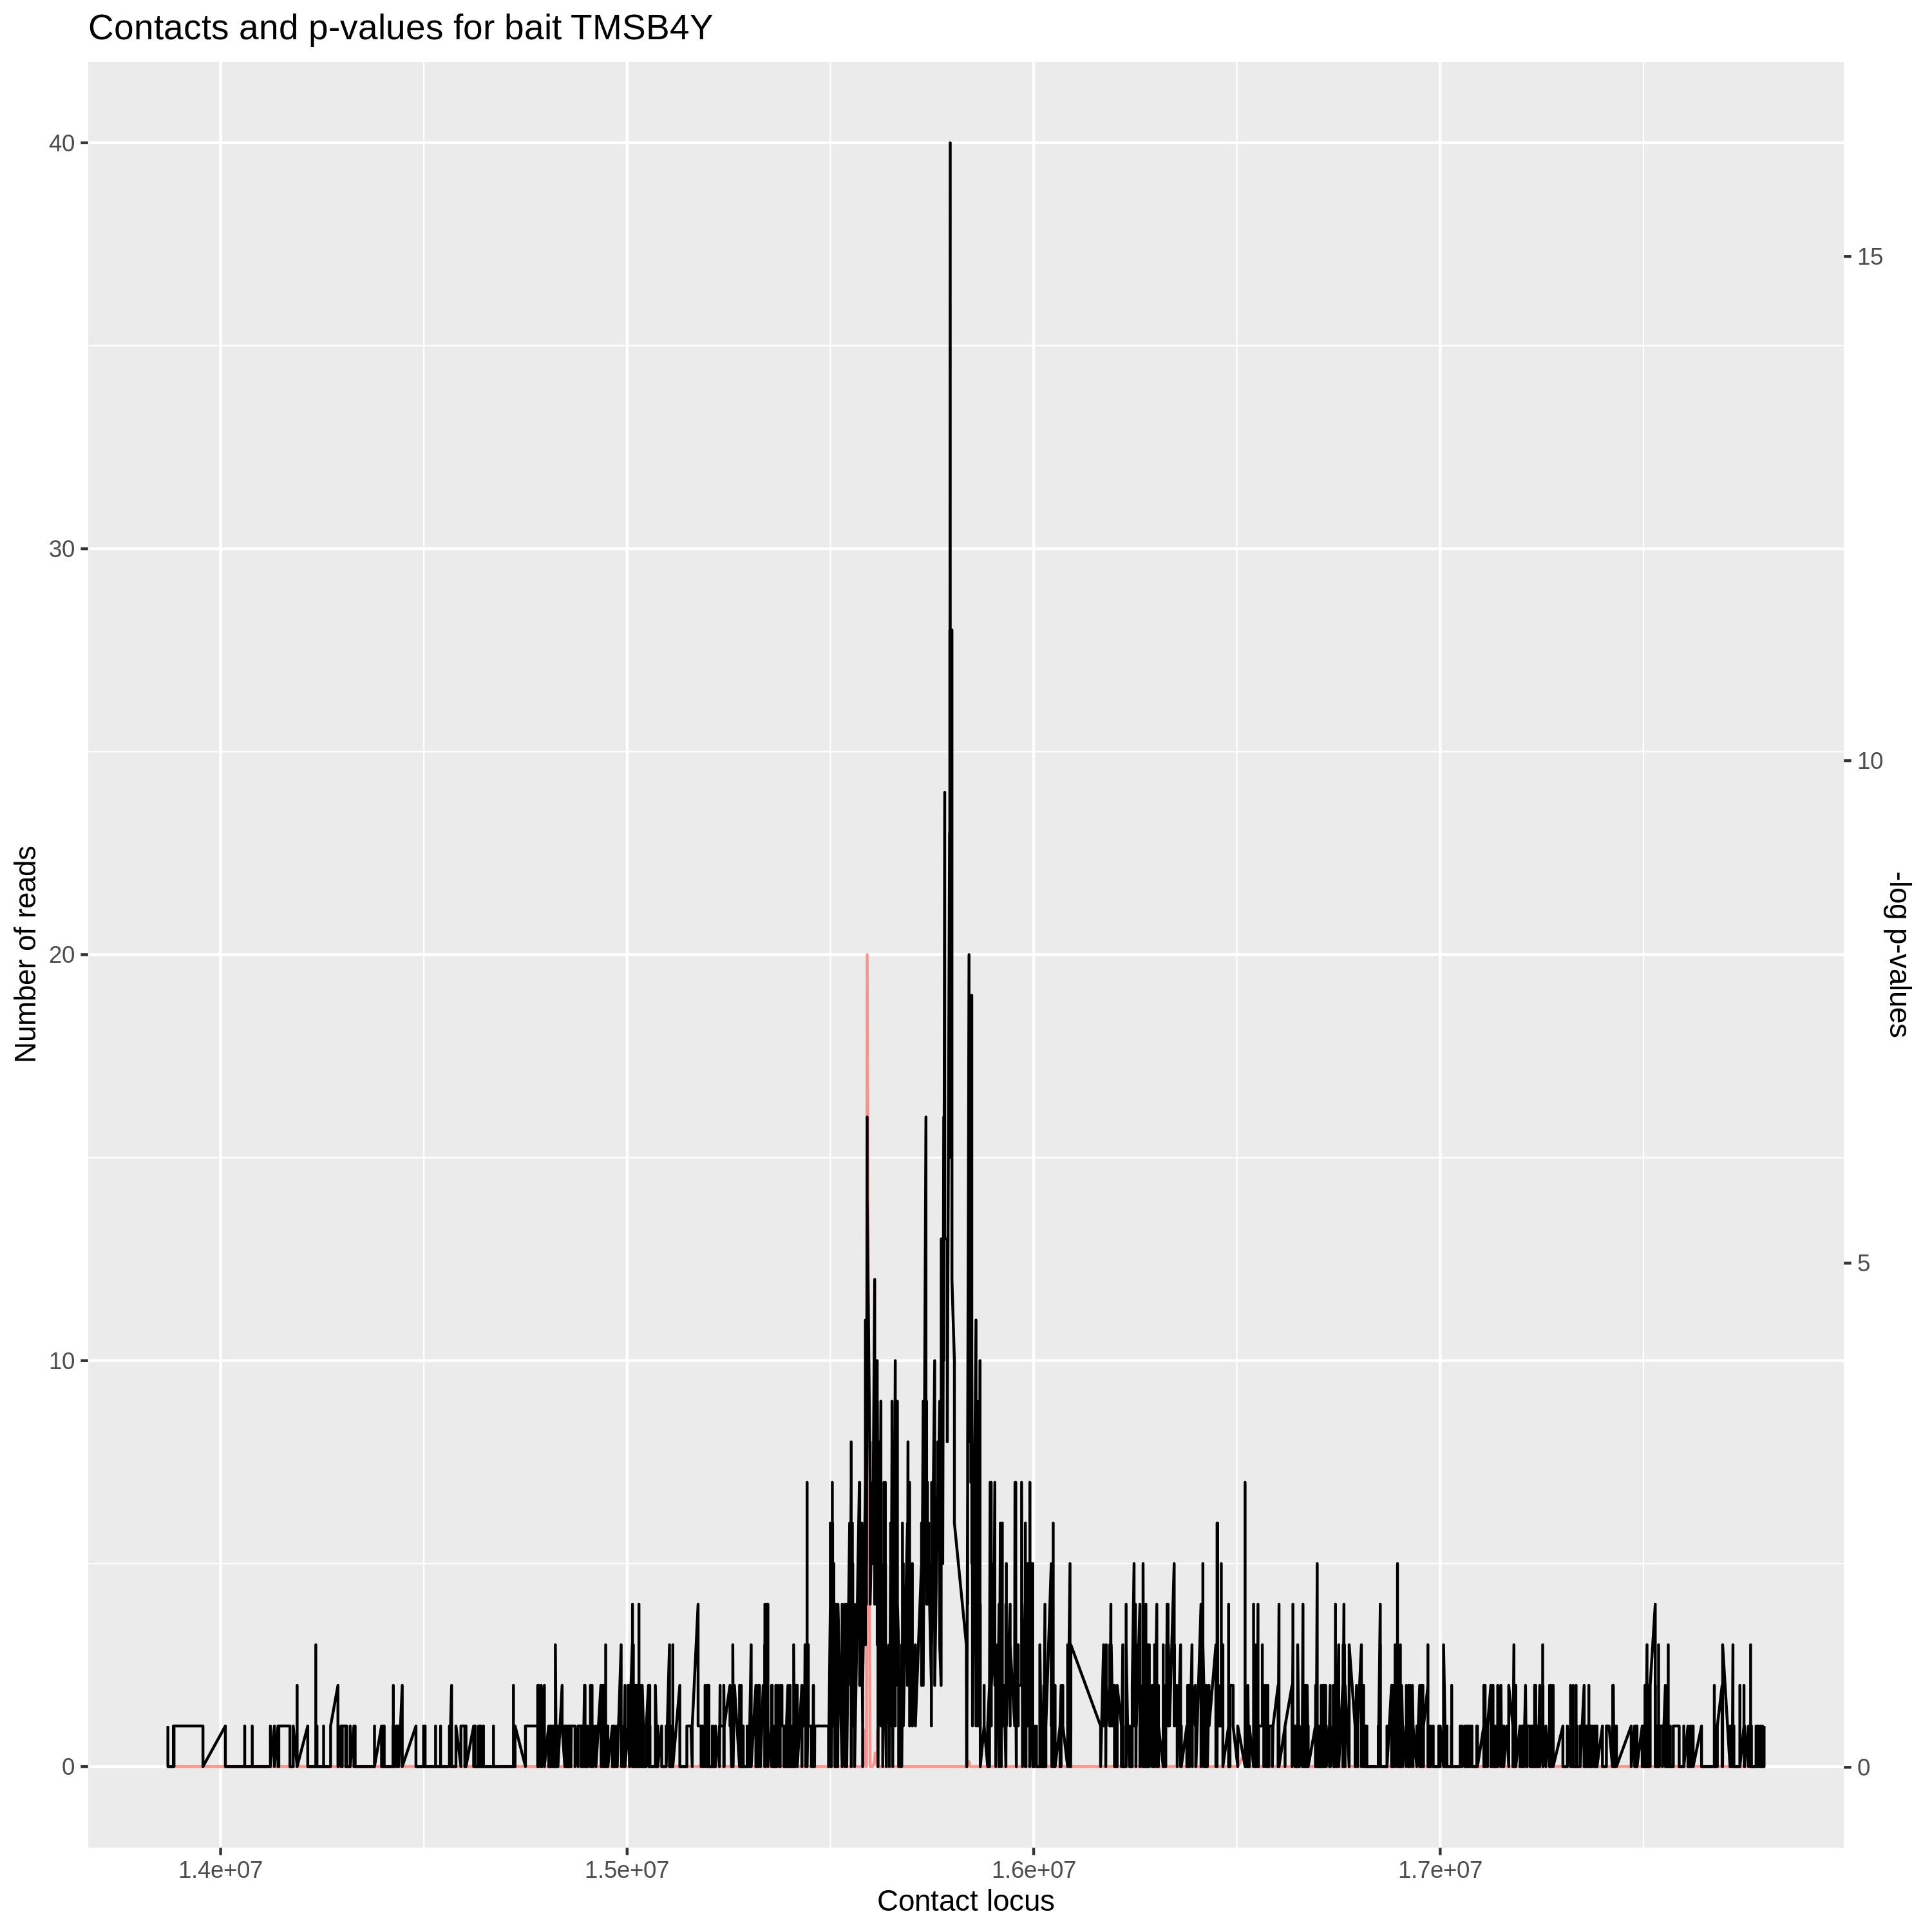 Contacts and p-values for bait TMSB4Y
40
30
20
10
0
Number of reads
15
10
5
0
-log p-values
1.4e+07
1.5e+07
1.6e+07
1.7e+07
Contact locus